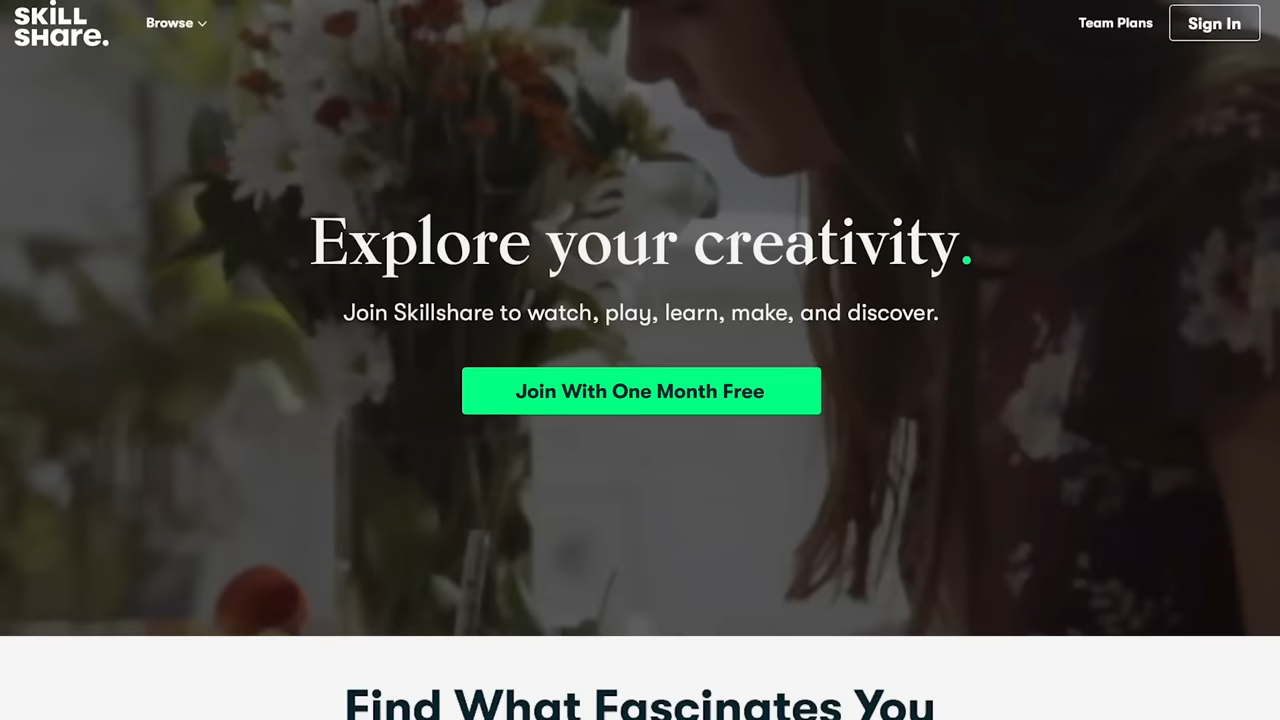 SKiLL
SHare.
Browse
Team Plans
Sign In
Explore your creativity.
Join Skillshare to watch, play, learn, make, and discover.
Join With One Month Free
Find What Fascinates You